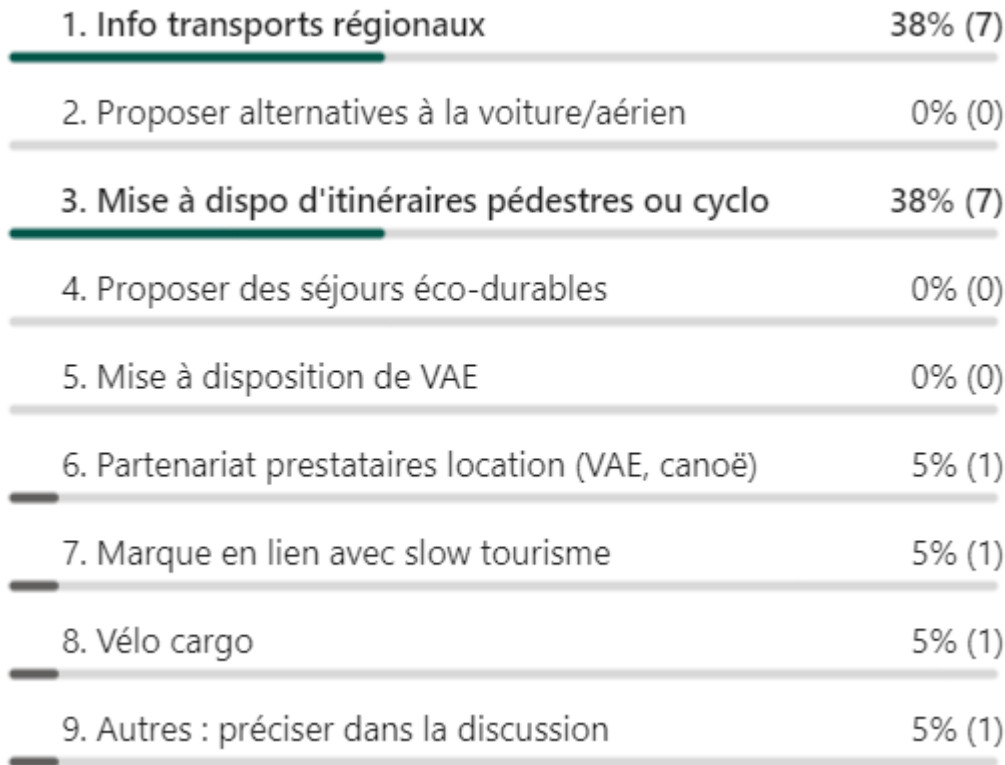 1. Info transports régionaux 38% (7)
2. Proposer alternatives à la voiture/aérien 0% (0)
3. Mise à dispo d'itinéraires pédestres ou cyclo 38% (7)
4. Proposer des séjours éco-durables 0% (0)
5. Mise à disposition de VAE 0% (0)
6. Partenariat prestataires location (VAE, canoë) 5% (1)
7. Marque en lien avec slow tourisme 5% (1)
8. Vélo cargo 5% (1)
9. Autres : préciser dans la discussion 5% (1)